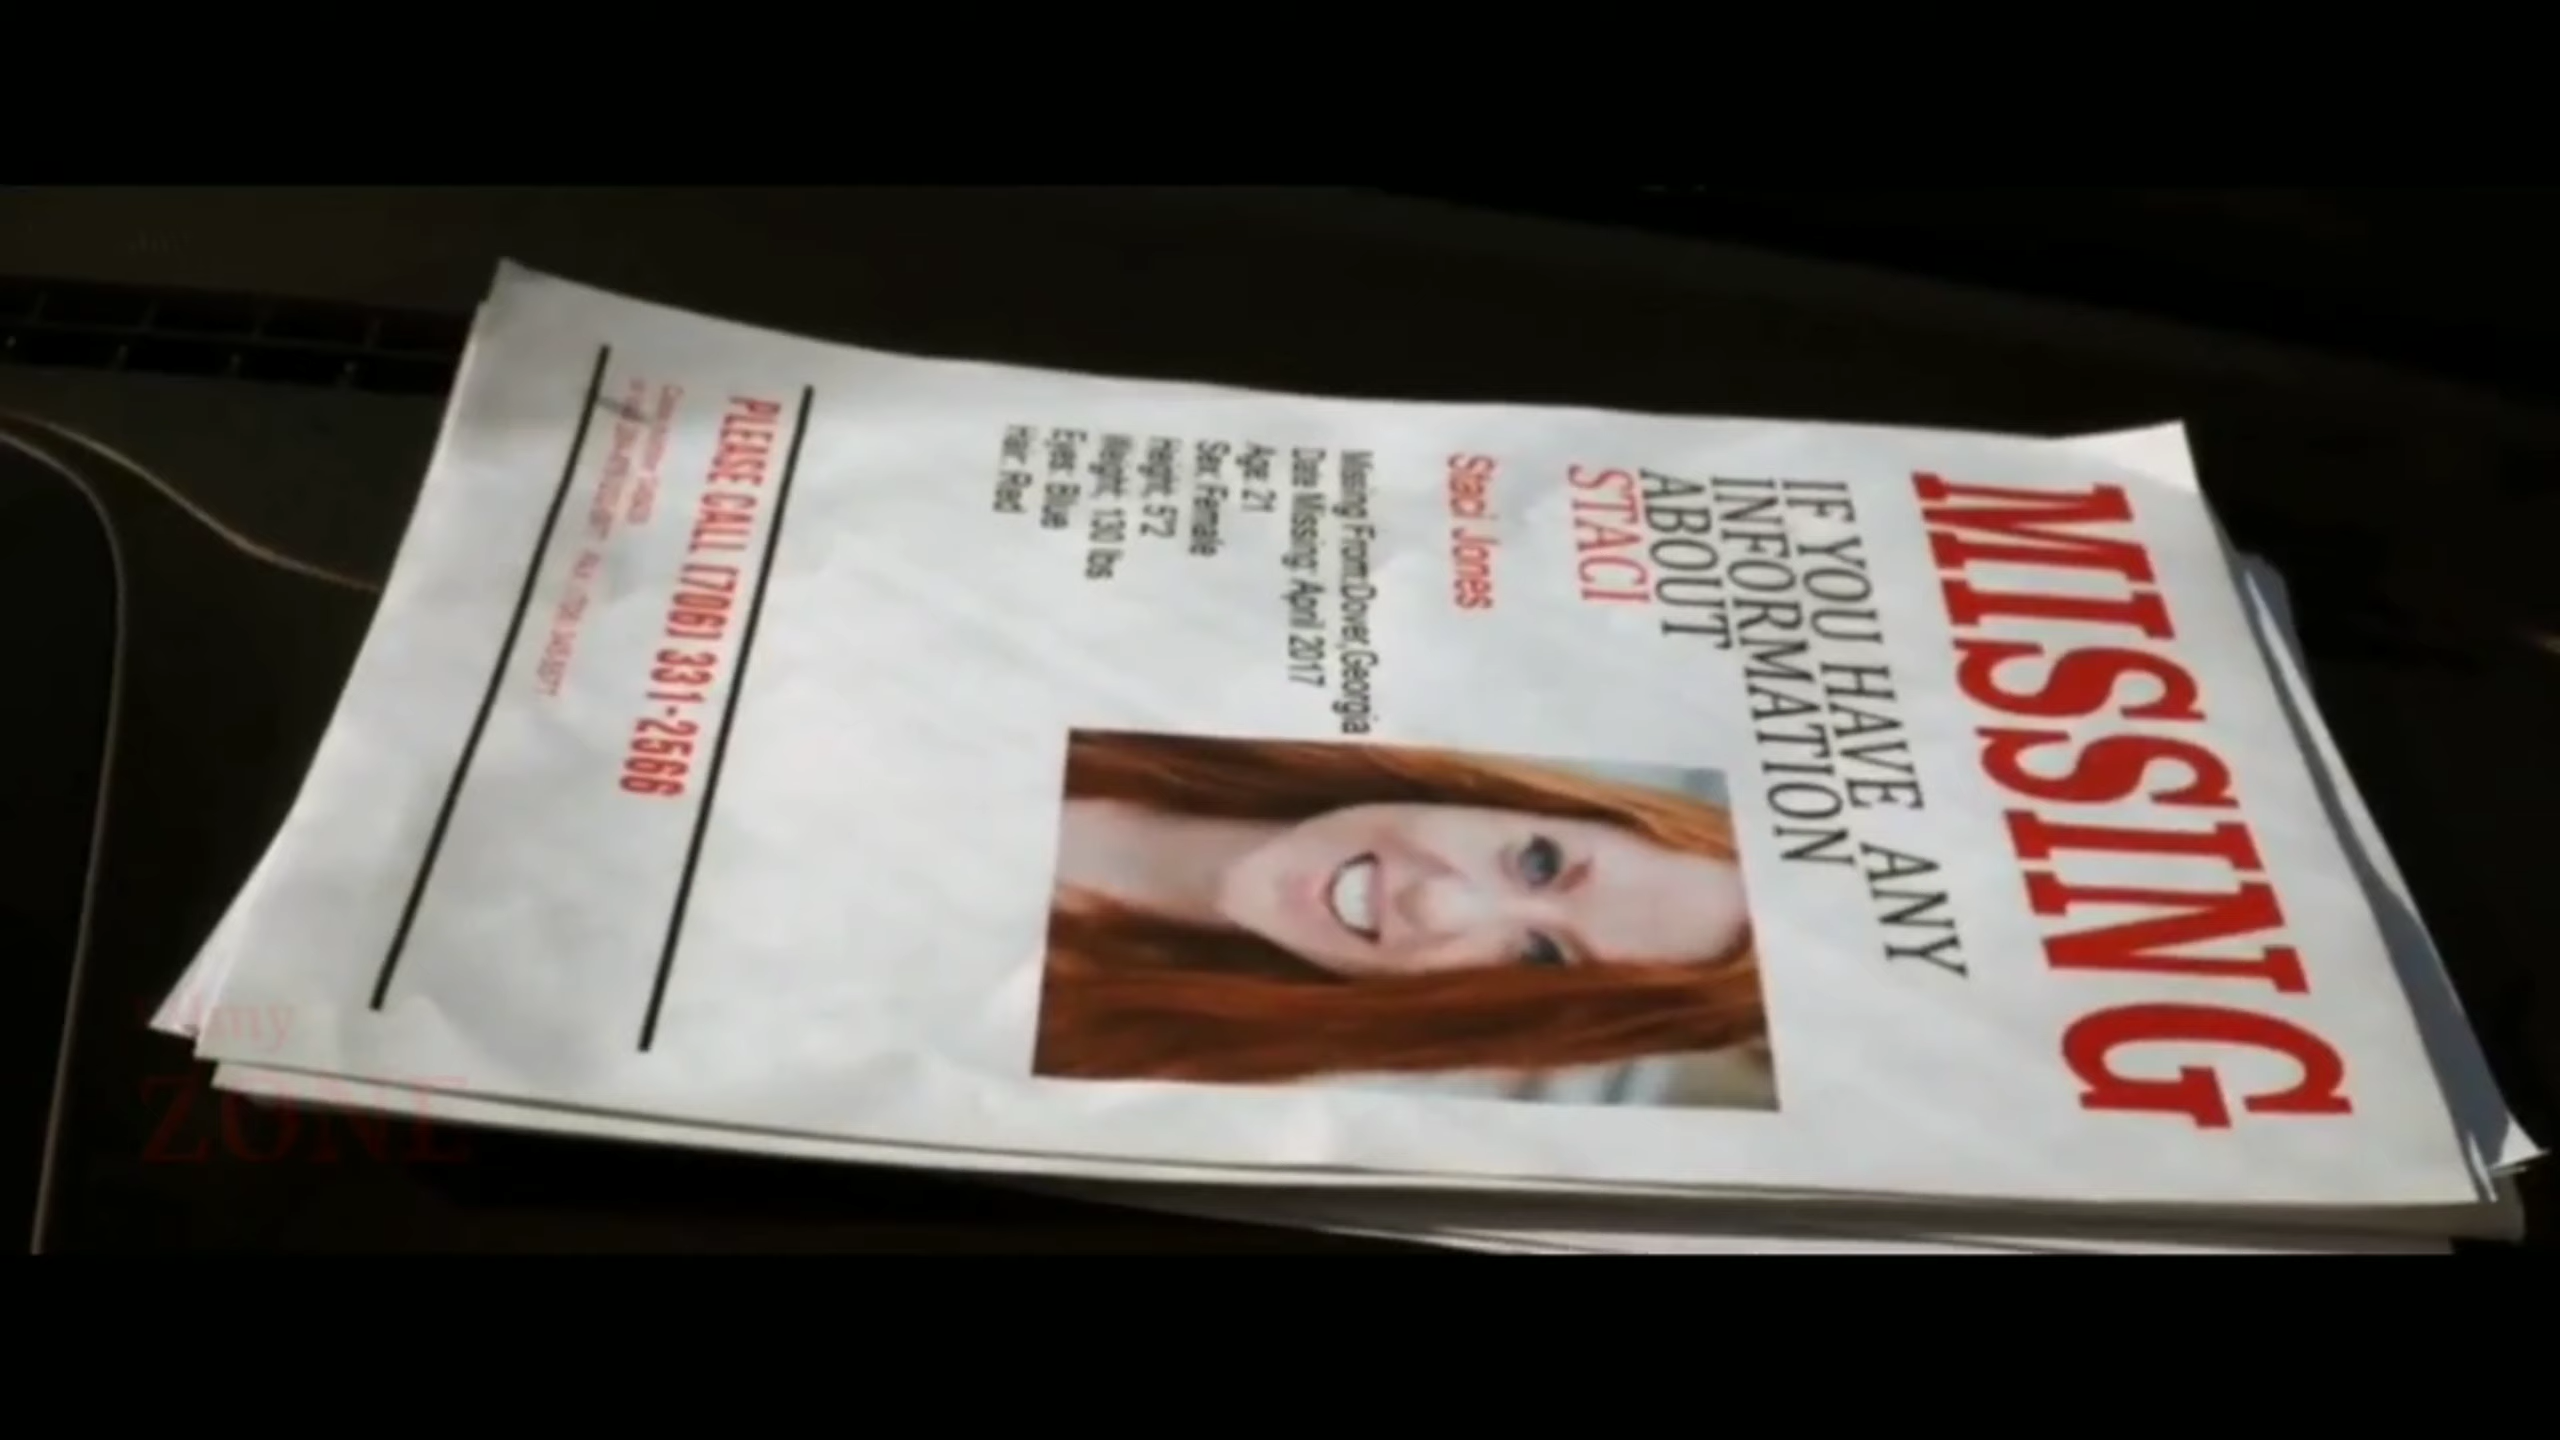 MISSING
IF YOU HAVE ANY
INFORMATION
ABOUT
STACI
Staci Jones
Missing From:Dover,Georgia
Date Missing: April 2017
Age: 21
Sex: Female
Height: 5'2
Weight: 130 lbs
Eyes: Blue
Hair: Red
PLEASE CALL (706) 331-2566
ZONE